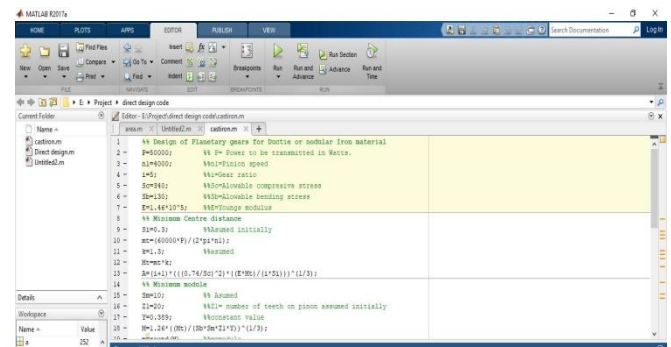 MATLAB R2017a
HOME PLOTS APPS EDITOR PUBLISH VIEW Search Documentation Log In
New Open Save Find Files Compare Print Go To Find Insert fx Comment Indent Breakpoints Run Run and Advance Run Section Advance Run and Time
FILE NAVIGATE EDIT BREAKPOINTS RUN
E: Project direct design code
Current Folder Editor - E:\Project\direct design code\castiron.m
Name area.m Untitled2.m castiron.m
castiron.m
Direct design.m
Untitled2.m
1 %% Design of Planetary gears for Ductie or nodular Iron material
2 - P=50000; %% P= Power to be transmitted in Watts.
3 - n1=4000; %%n1=Pinion speed
4 - i=5; %%i=Gear ratio
5 - Sc=340; %%Sc=Alowable compresive stress
6 - Sb=130; %%Sb=Alowable bending stress
7 - E=1.46*10^5; %%E=Youngs modulus
8 %% Minimum Centre distance
9 - Si=0.3; %%Asumed initially
10 - mt=(60000*P)/(2*pi*n1);
11 - k=1.3; %%assumed
12 - Mt=mt*k;
13 - A=(i+1)*(((0.74/Sc)^2)*((E*Mt)/(i*Si)))^(1/3);
14 %% Minimum module
15 - Sm=10; %% Asumed
16 - Z1=20; %%Z1= number of teeth on pinon assumed initially
17 - Y=0.389; %%constant value
18 - M=1.26*((Mt)/(Sb*Sm*Z1*Y))^(1/3);
Details
Workspace
Name Value
a 252